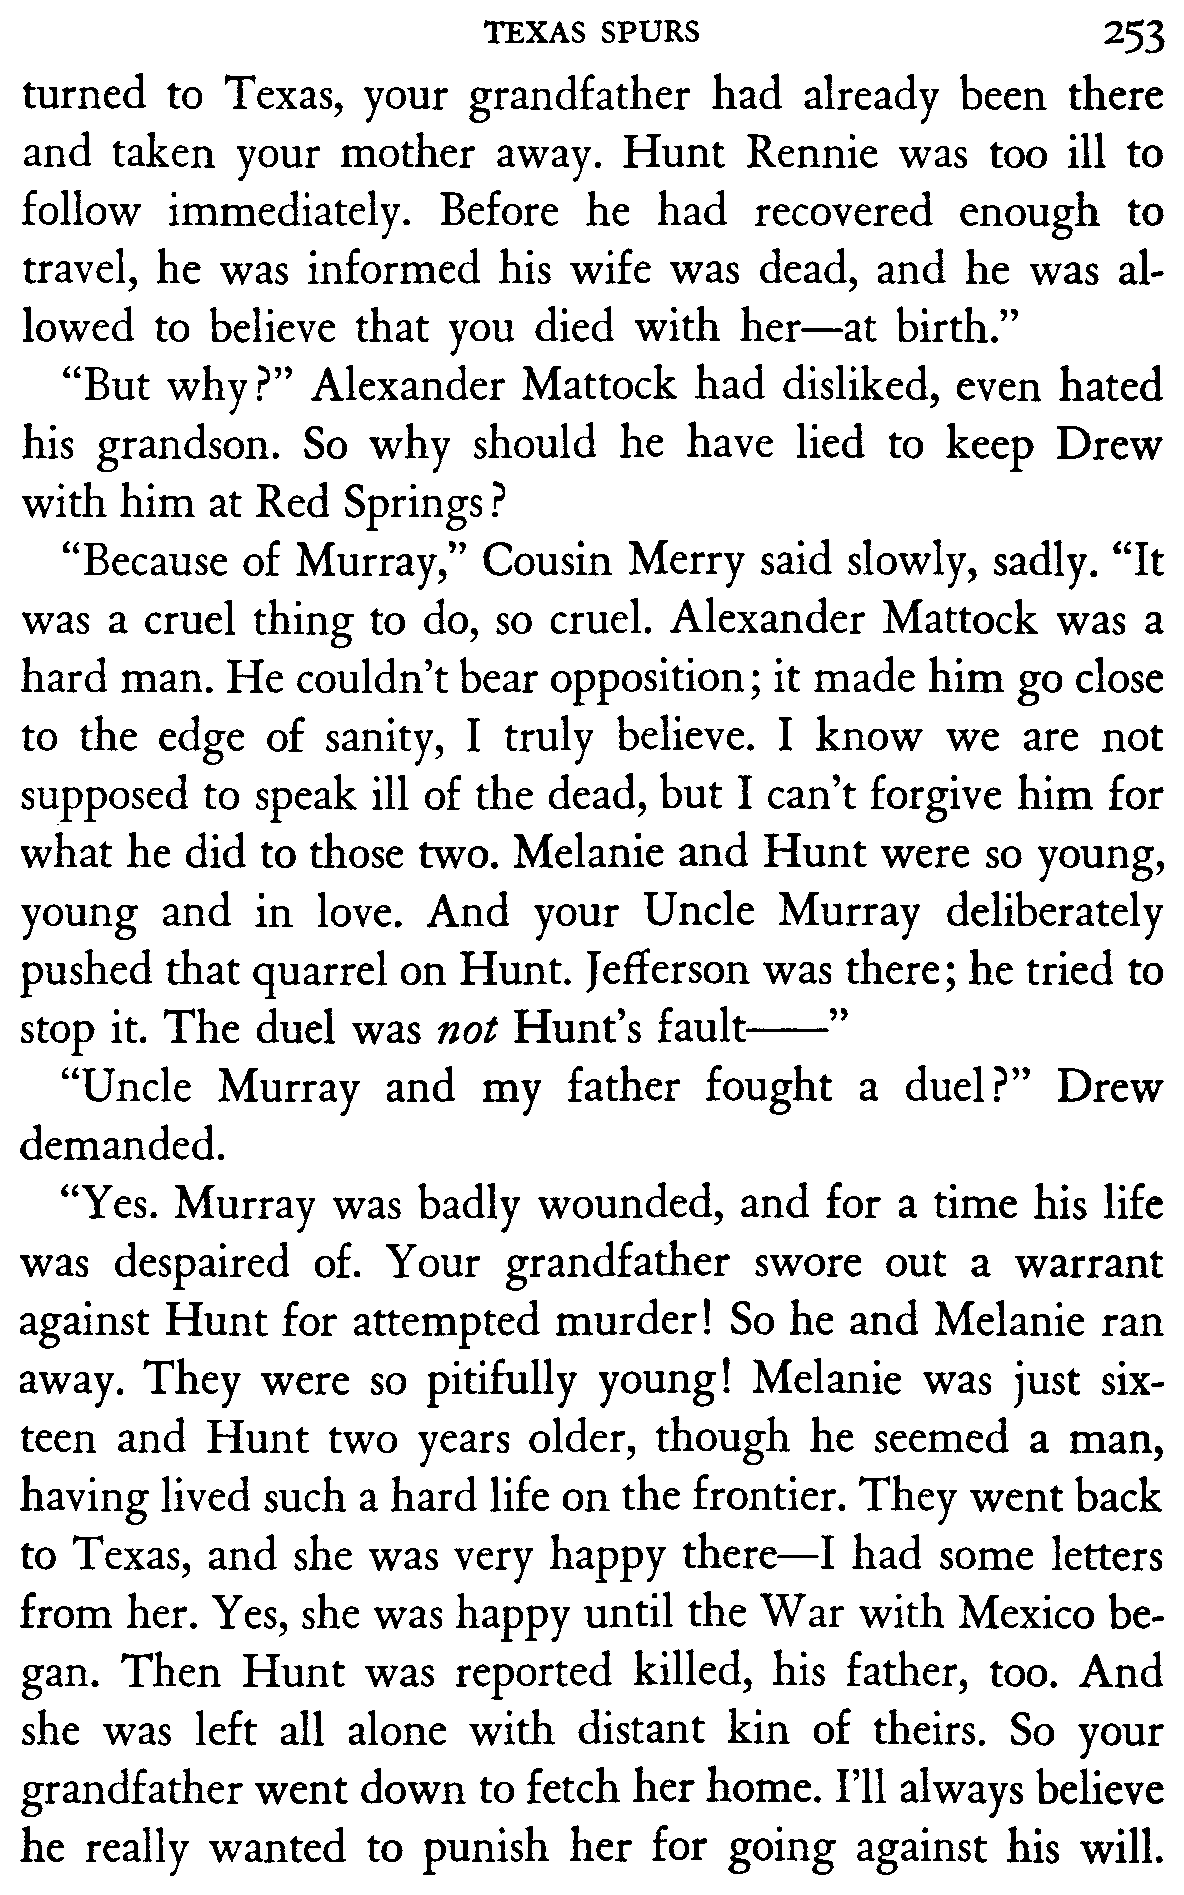 TEXAS SPURS 253
turned to Texas, your grandfather had already been there
and taken your mother away. Hunt Rennie was too ill to
follow immediately. Before he had recovered enough to
travel, he was informed his wife was dead, and he was al-
lowed to believe that you died with her—at birth.”
“But why?” Alexander Mattock had disliked, even hated
his grandson. So why should he have lied to keep Drew
with him at Red Springs?
“Because of Murray,” Cousin Merry said slowly, sadly. “It
was a cruel thing to do, so cruel. Alexander Mattock was a
hard man. He couldn’t bear opposition; it made him go close
to the edge of sanity, I truly believe. I know we are not
supposed to speak ill of the dead, but I can’t forgive him for
what he did to those two. Melanie and Hunt were so young,
young and in love. And your Uncle Murray deliberately
pushed that quarrel on Hunt. Jefferson was there; he tried to
stop it. The duel was not Hunt’s fault——”
“Uncle Murray and my father fought a duel?” Drew
demanded.
“Yes. Murray was badly wounded, and for a time his life
was despaired of. Your grandfather swore out a warrant
against Hunt for attempted murder! So he and Melanie ran
away. They were so pitifully young! Melanie was just six-
teen and Hunt two years older, though he seemed a man,
having lived such a hard life on the frontier. They went back
to Texas, and she was very happy there—I had some letters
from her. Yes, she was happy until the War with Mexico be-
gan. Then Hunt was reported killed, his father, too. And
she was left all alone with distant kin of theirs. So your
grandfather went down to fetch her home. I’ll always believe
he really wanted to punish her for going against his will.